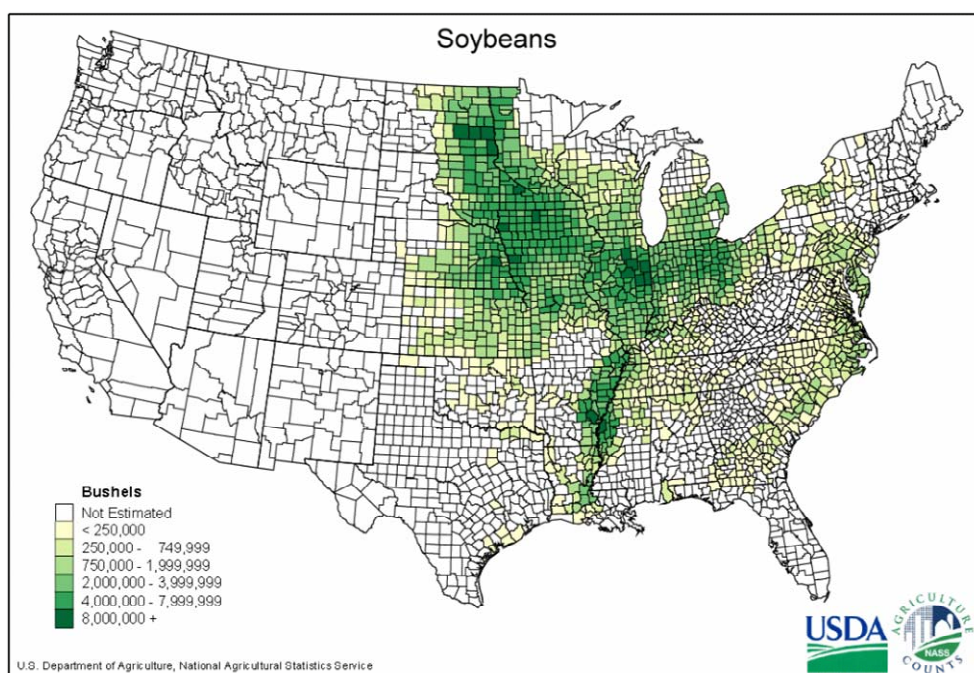 Soybeans
Bushels
Not Estimated
< 250,000
250,000 - 749,999
750,000 - 1,999,999
2,000,000 - 3,999,999
4,000,000 - 7,999,999
8,000,000 +
U.S. Department of Agriculture, National Agricultural Statistics Service
USDA
AGRICULTURE
NASS
COUNTS